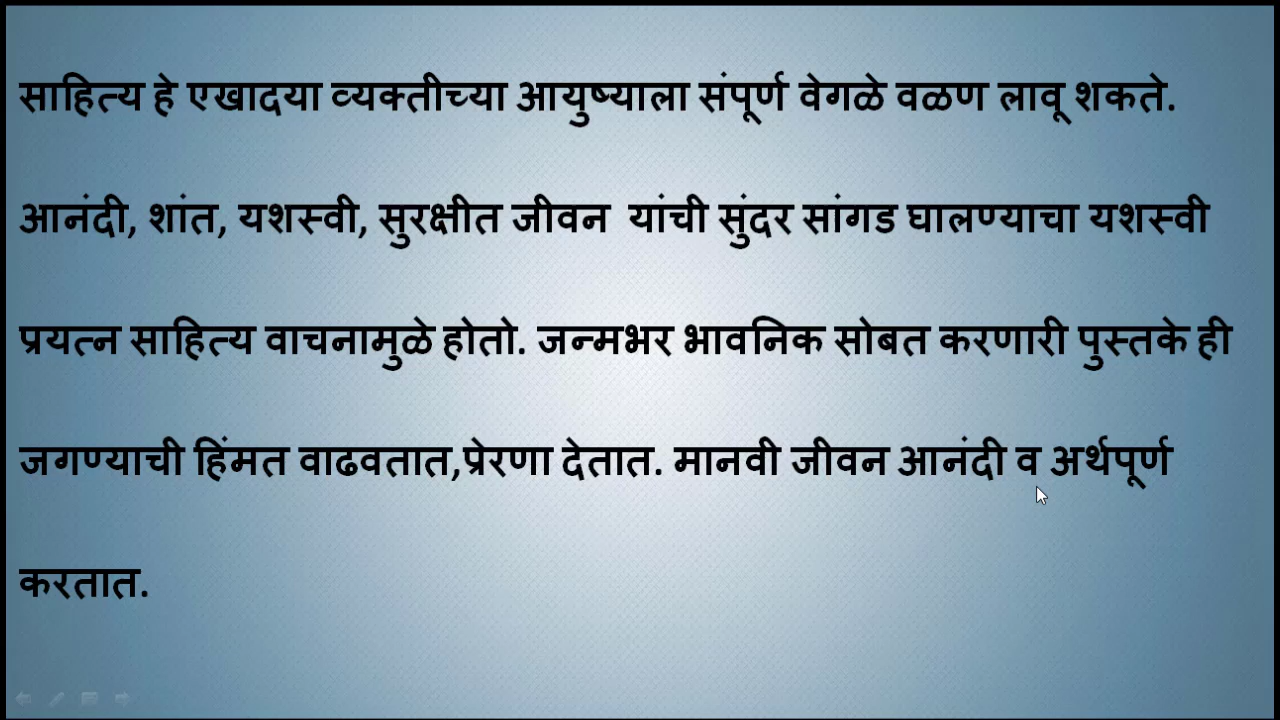 साहित्य हे एखादया व्यक्तीच्या आयुष्याला संपूर्ण वेगळे वळण लावू शकते.
आनंदी, शांत, यशस्वी, सुरक्षीत जीवन यांची सुंदर सांगड घालण्याचा यशस्वी
प्रयत्न साहित्य वाचनामुळे होतो. जन्मभर भावनिक सोबत करणारी पुस्तके ही
जगण्याची हिंमत वाढवतात,प्रेरणा देतात. मानवी जीवन आनंदी व अर्थपूर्ण
करतात.